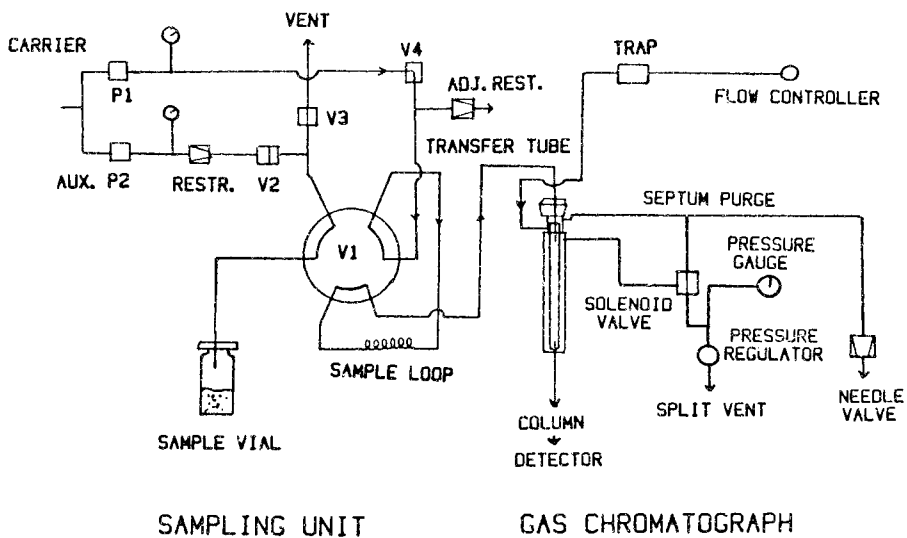 VENT
CARRIER
V4
TRAP
P1
ADJ. REST.
FLOW CONTROLLER
V3
TRANSFER TUBE
AUX. P2
RESTR.
V2
SEPTUM PURGE
V1
PRESSURE
GAUGE
SOLENOID
VALVE
PRESSURE
REGULATOR
SAMPLE LOOP
SPLIT VENT
NEEDLE
VALVE
COLUMN
SAMPLE VIAL
DETECTOR
SAMPLING UNIT
GAS CHROMATOGRAPH